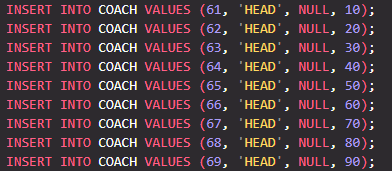 INSERT INTO COACH VALUES (61, 'HEAD', NULL, 10);
INSERT INTO COACH VALUES (62, 'HEAD', NULL, 20);
INSERT INTO COACH VALUES (63, 'HEAD', NULL, 30);
INSERT INTO COACH VALUES (64, 'HEAD', NULL, 40);
INSERT INTO COACH VALUES (65, 'HEAD', NULL, 50);
INSERT INTO COACH VALUES (66, 'HEAD', NULL, 60);
INSERT INTO COACH VALUES (67, 'HEAD', NULL, 70);
INSERT INTO COACH VALUES (68, 'HEAD', NULL, 80);
INSERT INTO COACH VALUES (69, 'HEAD', NULL, 90);